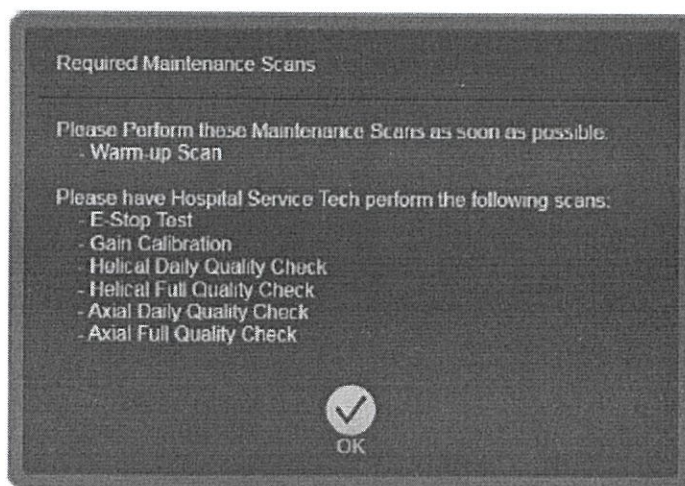 Required Maintenance Scans
Please Perform these Maintenance Scans as soon as possible:
- Warm-up Scan
Please have Hospital Service Tech perform the following scans:
- E-Stop Test
- Gain Calibration
- Helical Daily Quality Check
- Helical Full Quality Check
- Axial Daily Quality Check
- Axial Full Quality Check
OK